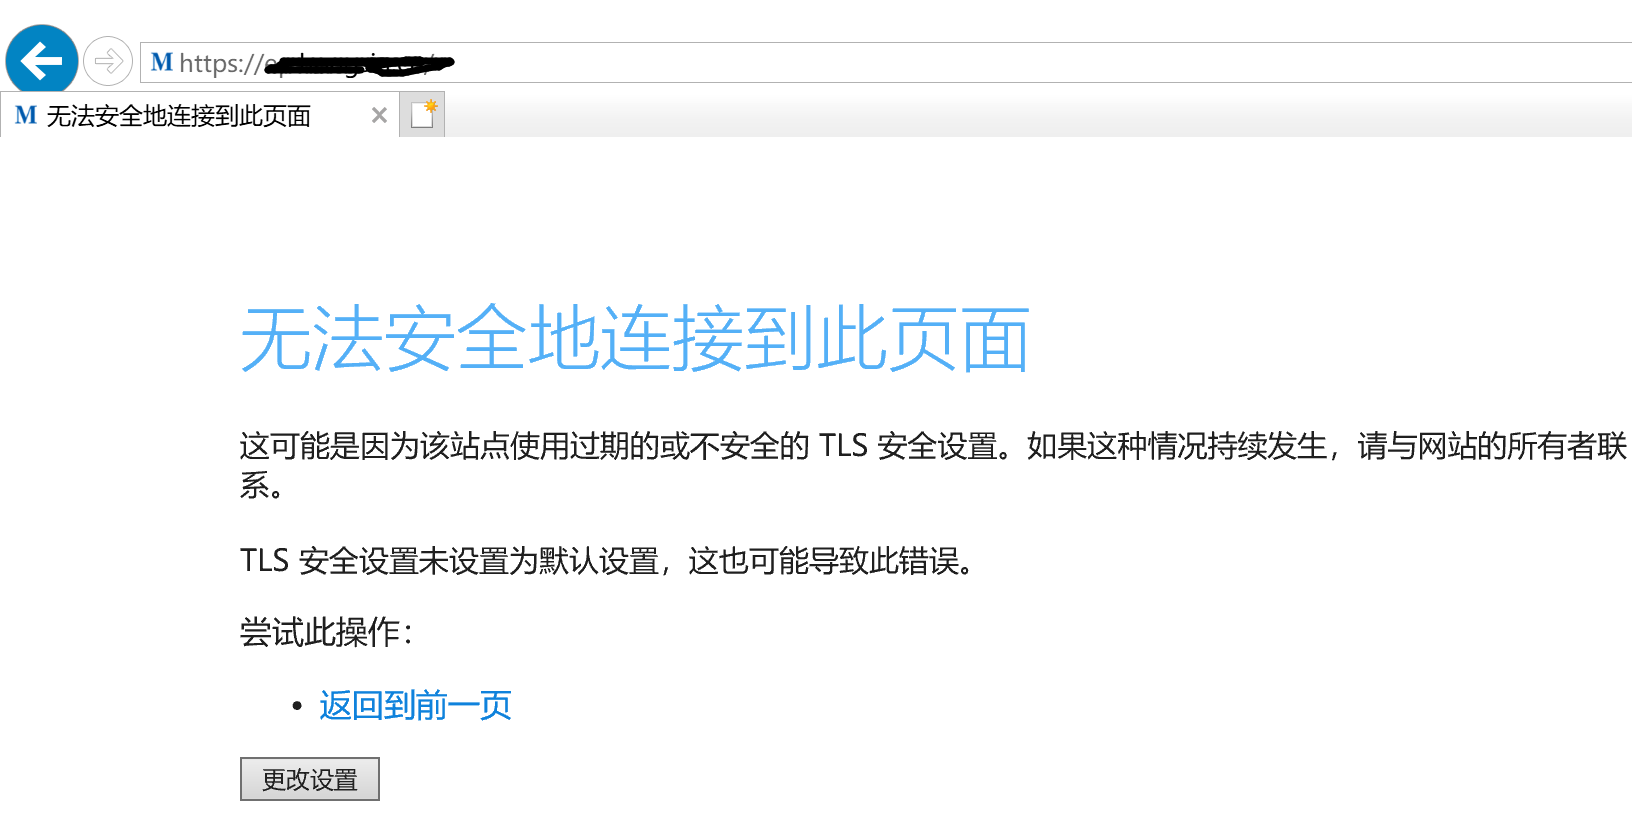 M https://
M 无法安全地连接到此页面
无法安全地连接到此页面
这可能是因为该站点使用过期的或不安全的 TLS 安全设置。如果这种情况持续发生，请与网站的所有者联
系。
TLS 安全设置未设置为默认设置，这也可能导致此错误。
尝试此操作：
• 返回到前一页
更改设置